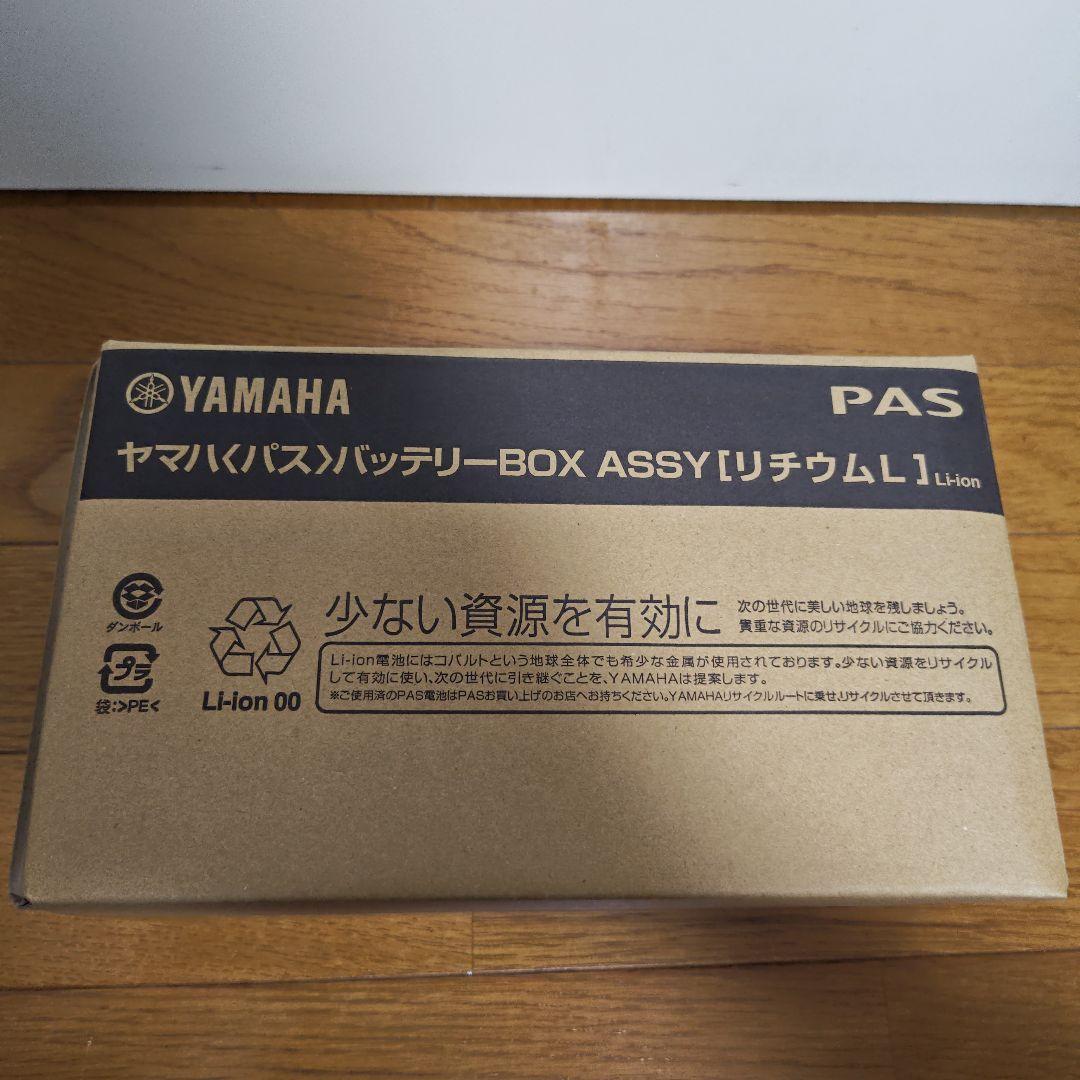 YAMAHA
PAS
ヤマハ〈パス〉バッテリーBOX ASSY[リチウムL] Li-ion
ダンボール
プラ
袋:>PE<
Li-ion 00
少ない資源を有効に
次の世代に美しい地球を残しましょう。
貴重な資源のリサイクルにご協力ください。
Li-ion電池にはコバルトという地球全体でも希少な金属が使用されております。少ない資源をリサイクル
して有効に使い、次の世代に引き継ぐことを、YAMAHAは提案します。
※ご使用済のPAS電池はPASお買い上げのお店へお持ちください。YAMAHAリサイクルルートに乗せ、リサイクルさせて頂きます。